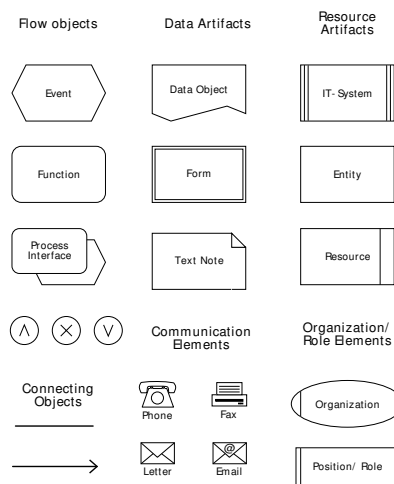 Flow objects
Data Artifacts
Resource
Artifacts
Event
Data Object
IT- System
Function
Form
Entity
Process
Interface
Text Note
Resource
Communication
Elements
Organization/
Role Elements
Connecting
Objects
Phone
Fax
Organization
Letter
@
Email
Position/ Role